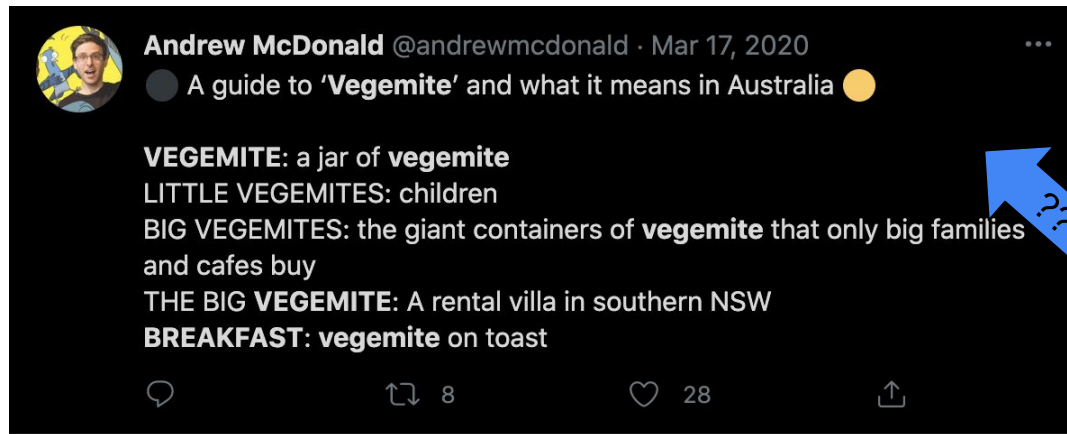 Andrew McDonald @andrewmcdonald · Mar 17, 2020
A guide to ‘Vegemite’ and what it means in Australia
VEGEMITE: a jar of vegemite
LITTLE VEGEMITES: children
BIG VEGEMITES: the giant containers of vegemite that only big families
and cafes buy
THE BIG VEGEMITE: A rental villa in southern NSW
BREAKFAST: vegemite on toast
8 28
??